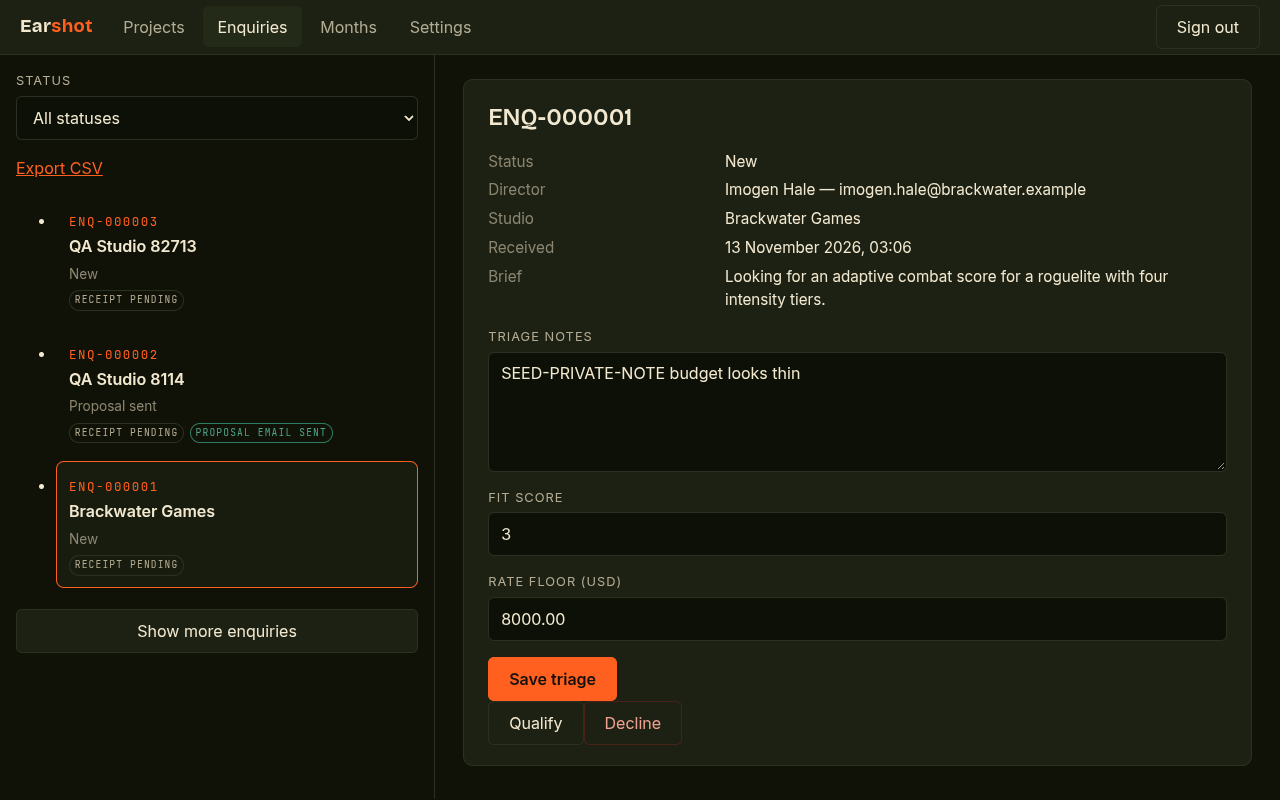 Earshot Projects Enquiries Months Settings Sign out
STATUS
All statuses
Export CSV
ENQ-000003
QA Studio 82713
New
RECEIPT PENDING
ENQ-000002
QA Studio 8114
Proposal sent
RECEIPT PENDING PROPOSAL EMAIL SENT
ENQ-000001
Brackwater Games
New
RECEIPT PENDING
Show more enquiries
ENQ-000001
Status New
Director Imogen Hale — imogen.hale@brackwater.example
Studio Brackwater Games
Received 13 November 2026, 03:06
Brief Looking for an adaptive combat score for a roguelite with four
intensity tiers.
TRIAGE NOTES
SEED-PRIVATE-NOTE budget looks thin
FIT SCORE
3
RATE FLOOR (USD)
8000.00
Save triage
Qualify Decline